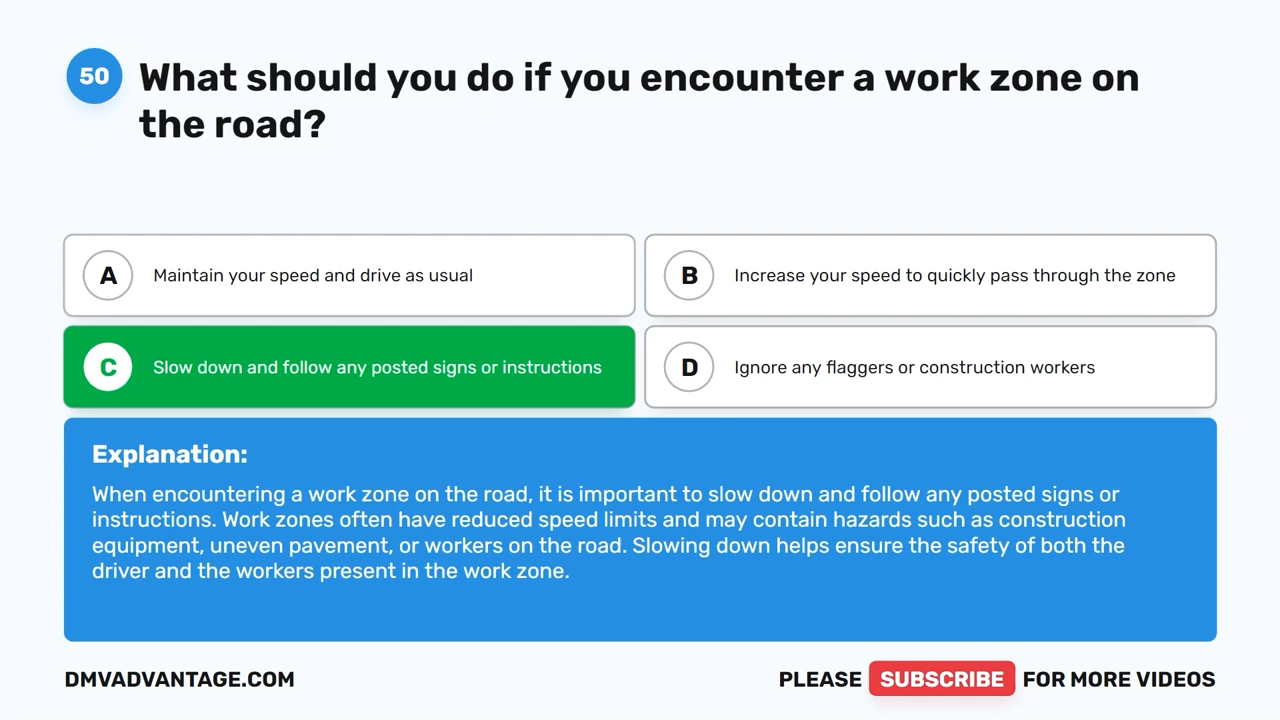 50
What should you do if you encounter a work zone on
the road?
A
Maintain your speed and drive as usual
B
Increase your speed to quickly pass through the zone
C
Slow down and follow any posted signs or instructions
D
Ignore any flaggers or construction workers
Explanation:
When encountering a work zone on the road, it is important to slow down and follow any posted signs or
instructions. Work zones often have reduced speed limits and may contain hazards such as construction
equipment, uneven pavement, or workers on the road. Slowing down helps ensure the safety of both the
driver and the workers present in the work zone.
DMVADVANTAGE.COM
PLEASE SUBSCRIBE FOR MORE VIDEOS